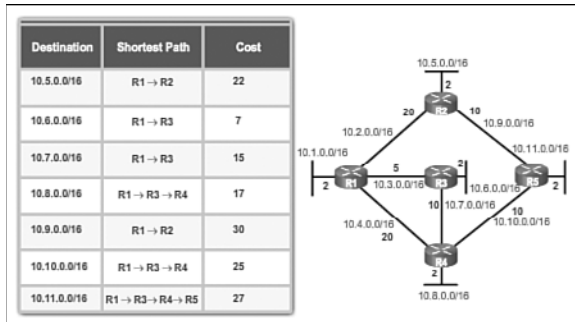 Destination Shortest Path Cost
10.5.0.0/16 R1→R2 22
10.6.0.0/16 R1→R3 7
10.7.0.0/16 R1→R3 15
10.8.0.0/16 R1→R3→R4 17
10.9.0.0/16 R1→R2 30
10.10.0.0/16 R1→R3→R4 25
10.11.0.0/16 R1→R3→R4→R5 27
10.5.0.0/16
2
R2
20
10
10.2.0.0/16
10.9.0.0/16
10.1.0.0/16
10.11.0.0/16
5
2
2
R1
R3
R5
2
10.3.0.0/16
10.6.0.0/16
10
10.7.0.0/16
10
10.4.0.0/16
10.10.0.0/16
20
R4
2
10.8.0.0/16